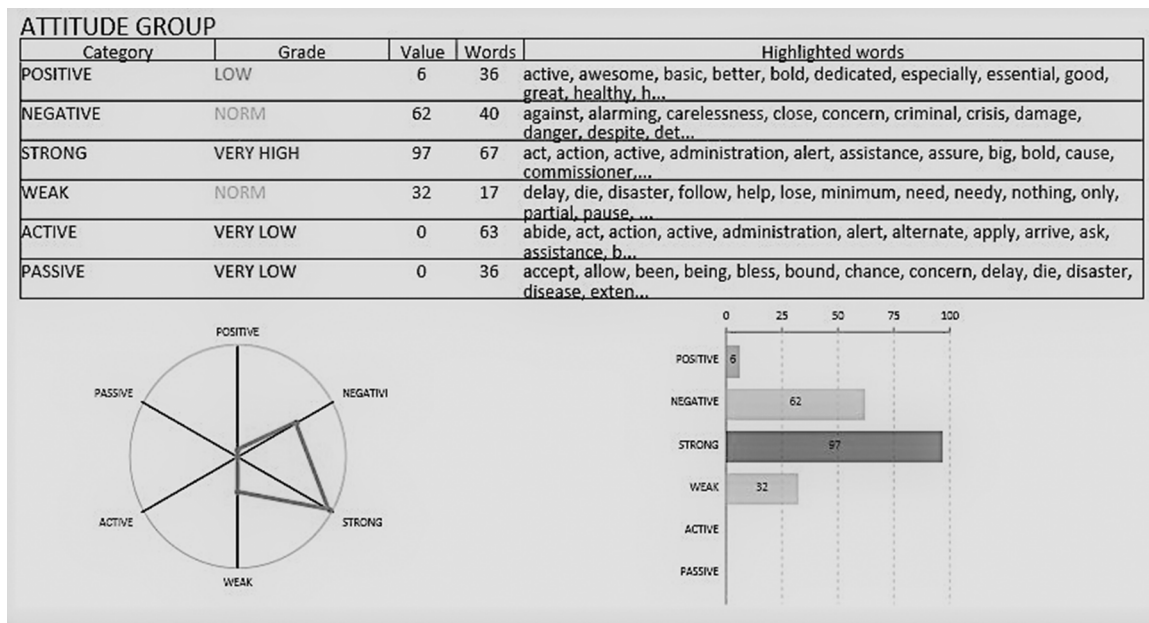 ATTITUDE GROUP
Category Grade Value Words Highlighted words
POSITIVE LOW 6 36 active, awesome, basic, better, bold, dedicated, especially, essential, good,
great, healthy, h...
NEGATIVE NORM 62 40 against, alarming, carelessness, close, concern, criminal, crisis, damage,
danger, despite, det...
STRONG VERY HIGH 97 67 act, action, active, administration, alert, assistance, assure, big, bold, cause,
commissioner,...
WEAK NORM 32 17 delay, die, disaster, follow, help, lose, minimum, need, needy, nothing, only,
partial, pause, ...
ACTIVE VERY LOW 0 63 abide, act, action, active, administration, alert, alternate, apply, arrive, ask,
assistance, b...
PASSIVE VERY LOW 0 36 accept, allow, been, being, bless, bound, chance, concern, delay, die, disaster,
disease, exten...
POSITIVE
PASSIVE
NEGATIVI
ACTIVE
STRONG
WEAK
0 25 50 75 100
POSITIVE 6
NEGATIVE 62
STRONG 97
WEAK 32
ACTIVE
PASSIVE